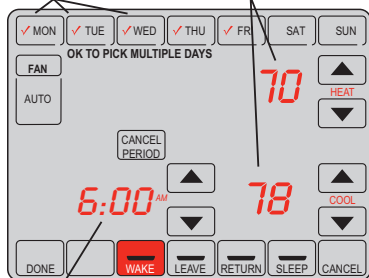 MON TUE WED THU FRI SAT SUN
OK TO PICK MULTIPLE DAYS
FAN
AUTO
70
HEAT
CANCEL
PERIOD
6:00 AM
78
COOL
DONE WAKE LEAVE RETURN SLEEP CANCEL